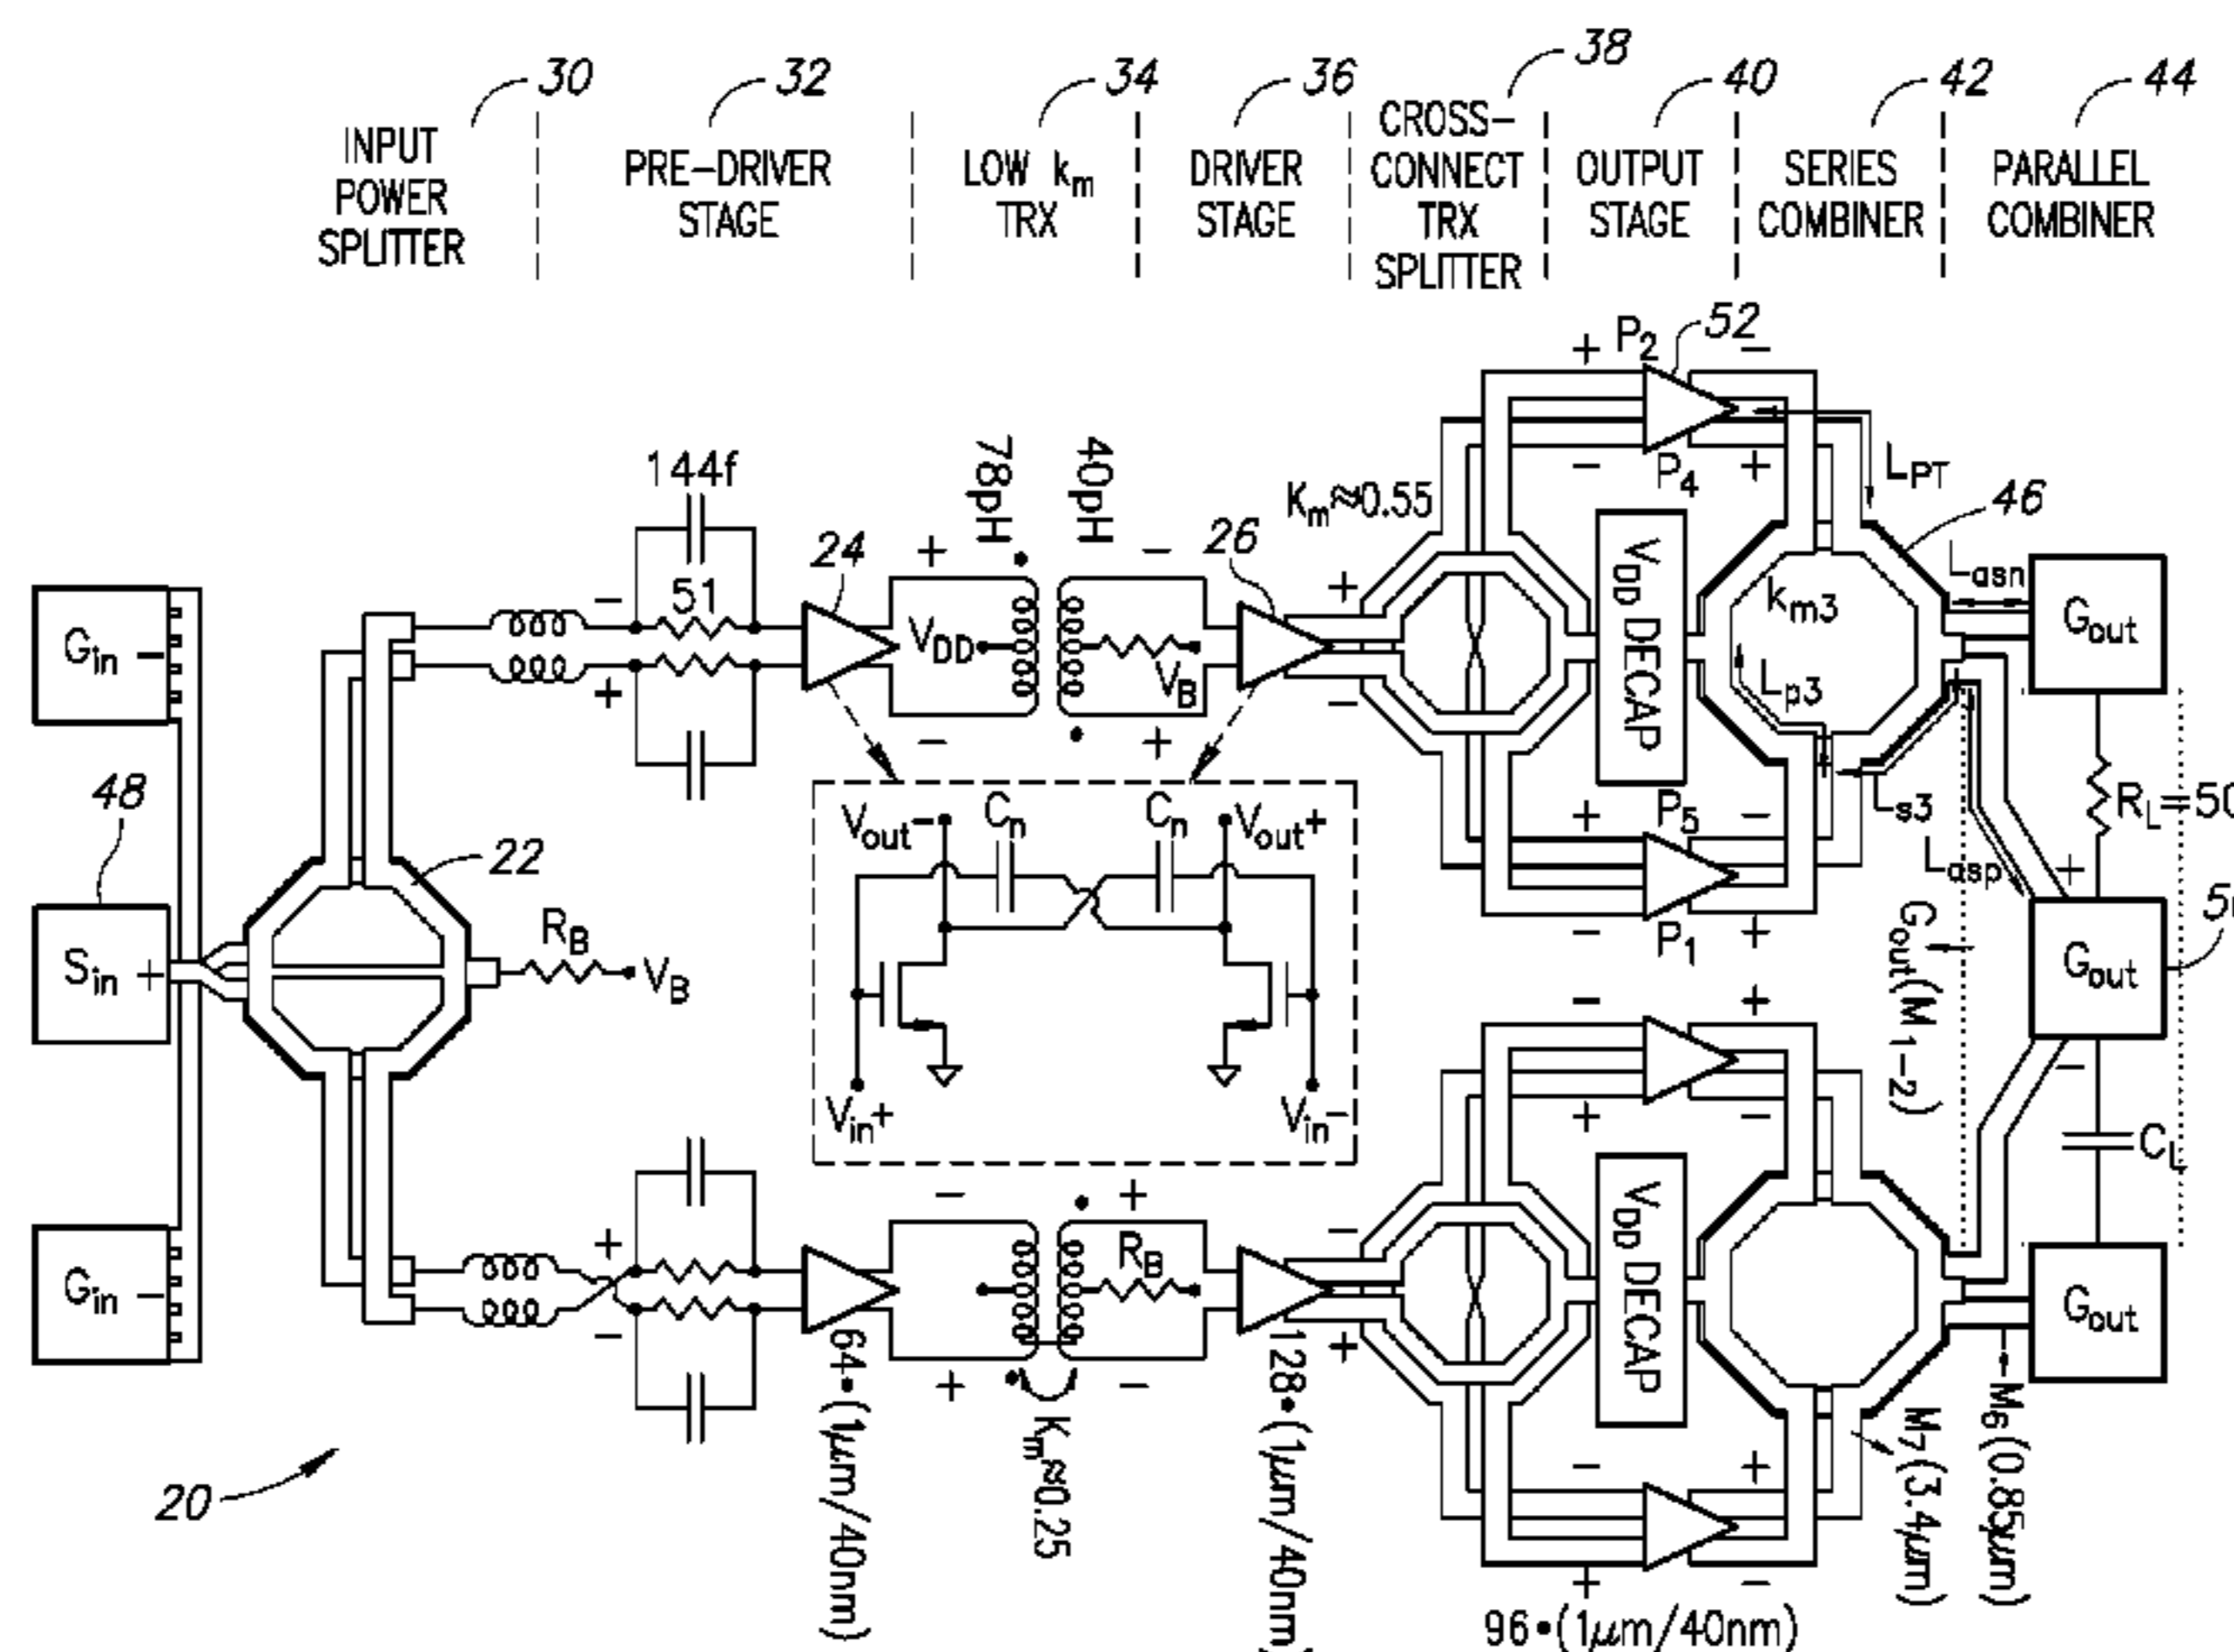 30
32
34
36
38
40
42
44
INPUT
POWER
SPLITTER
PRE-DRIVER
STAGE
LOW km
TRX
DRIVER
STAGE
CROSS-
CONNECT
TRX
SPLITTER
OUTPUT
STAGE
SERIES
COMBINER
PARALLEL
COMBINER
+ P2 52 −
− P4 +
LPT
46
144f
51
−
+
24
+
−
78pH
40pH
−
+
VDD
VB
26
Km≈0.55
+
−
VDD DECAP
km3
Lp3
Ls3
Lasn
Lasp
Gout
RL=50
+
Gin −
48
Sin +
Gin −
22
RB
VB
Vout−
Cn
Cn
Vout+
Vin+
Vin−
+ P5 −
− P1 +
Gout(M1-2)
Gout
−
CL
Gout
− +
+ −
+
−
−
+
+
−
RB
−
+
VDD DECAP
64•(1μm/40nm)
Km≈0.25
128•(1μm/40nm)
− +
+ −
96•(1μm/40nm)
M7(3.4μm)
M6(0.85μm)
20